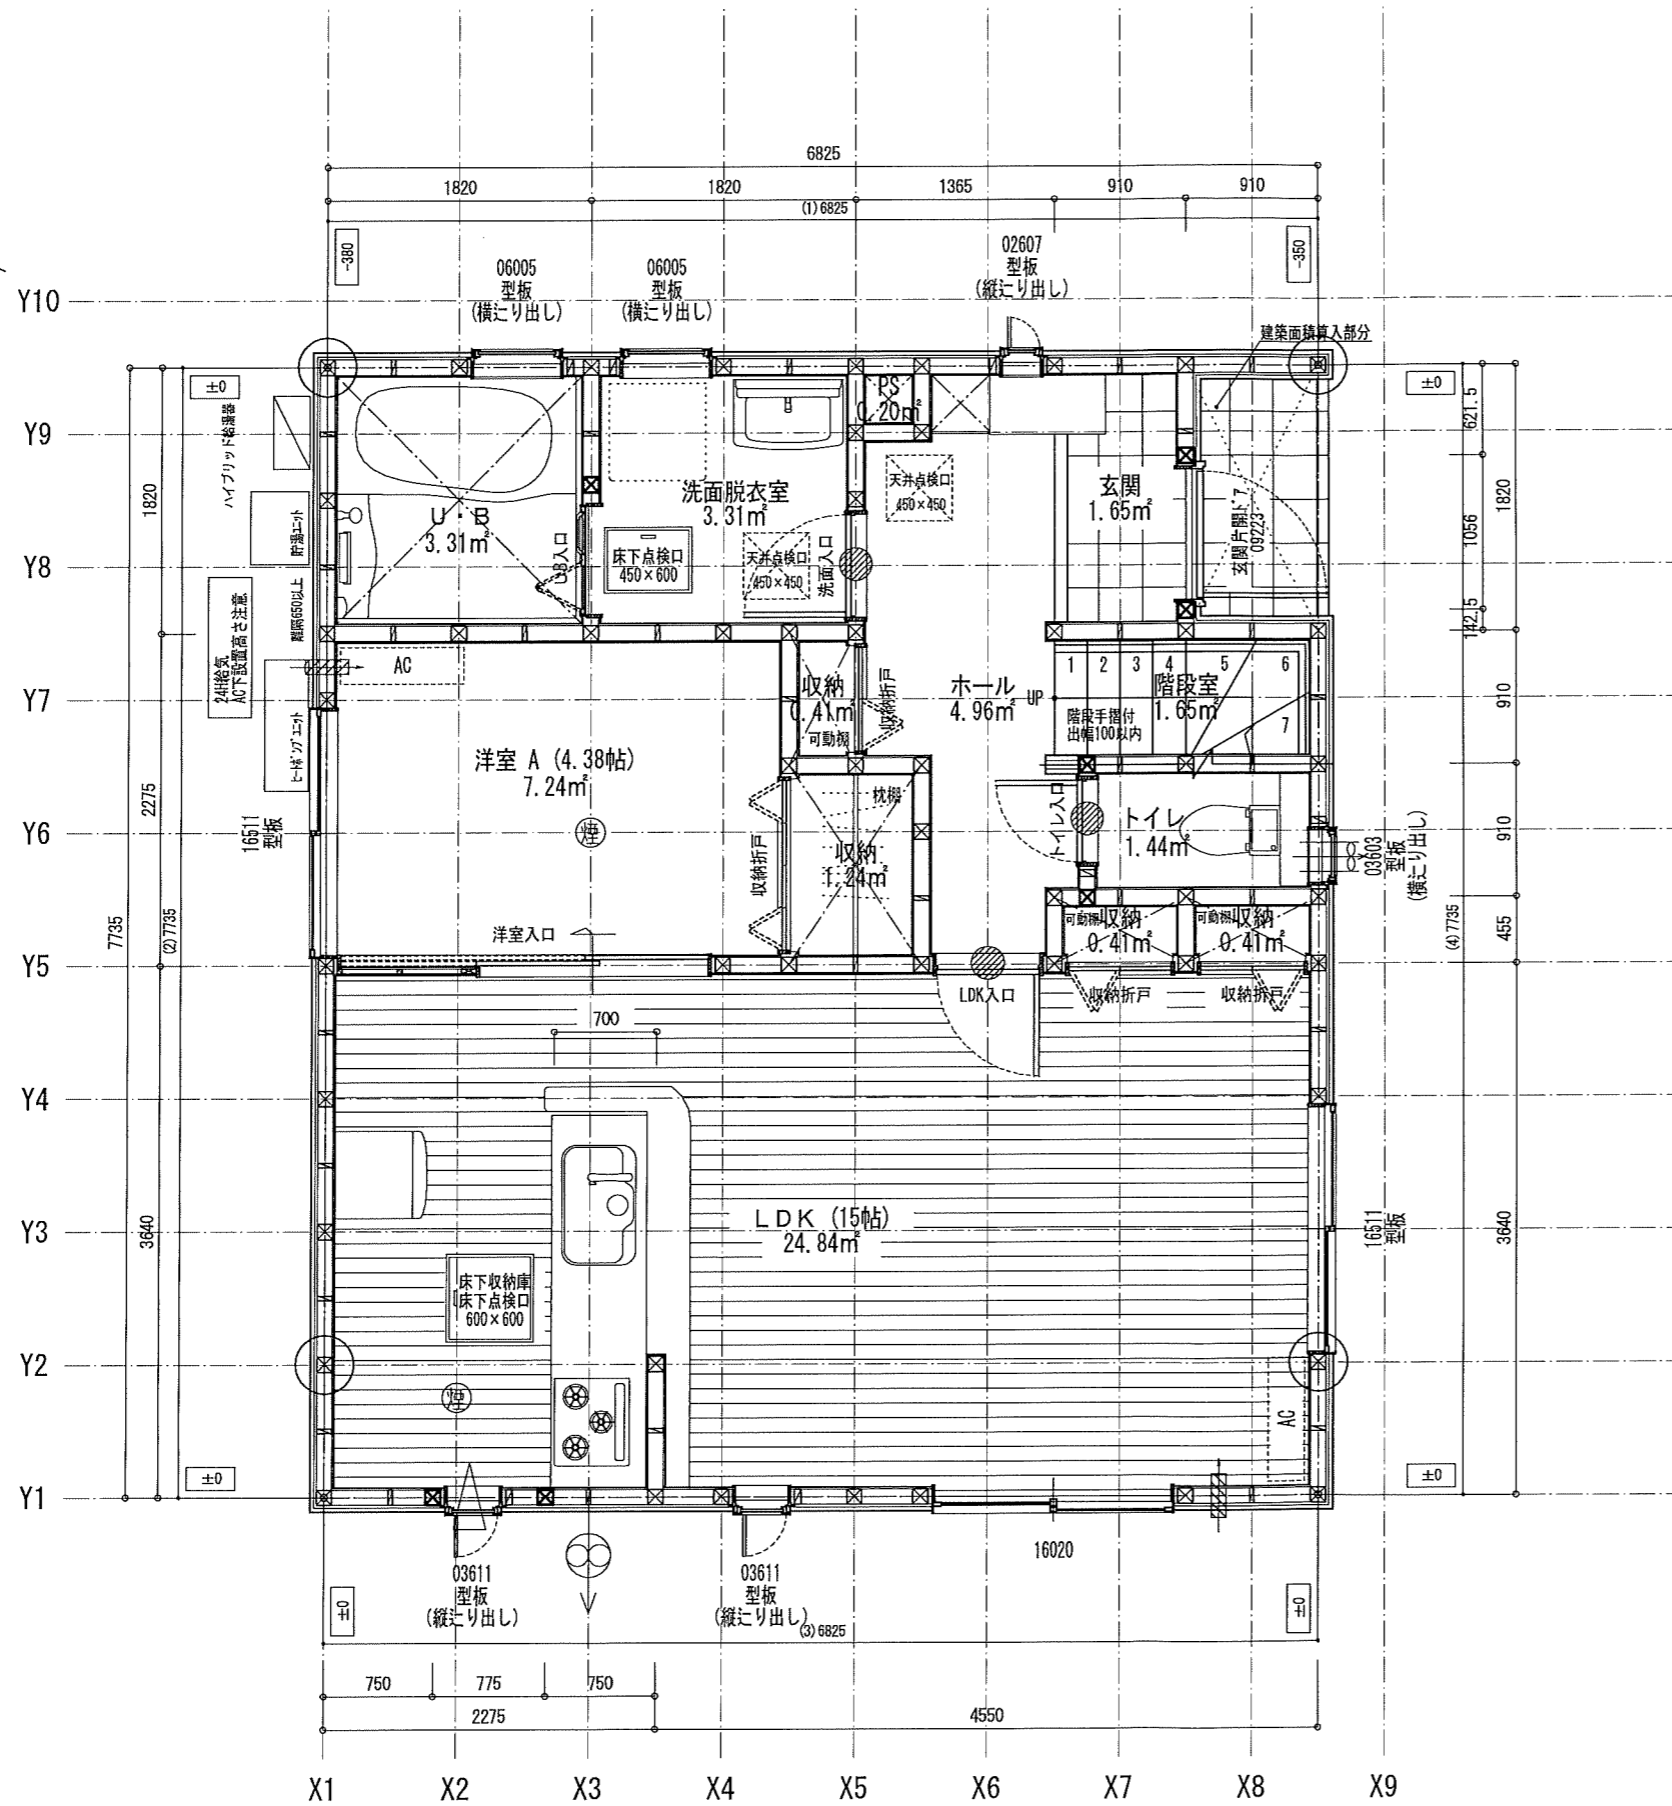 6825
1820
1820
1365
910
910
(1)6825
-380
-350
06005
型板
(横辷り出し)
06005
型板
(横辷り出し)
02607
型板
(縦辷り出し)
Y10
建築面積算入部分
±0
±0
ハイブリッド給湯器
PS
0.20㎡
621.5
Y9
天井点検口
450×450
玄関
1.65㎡
洗面脱衣室
3.31㎡
U・B
3.31㎡
1820
貯湯ユニット
UB入口
床下点検口
450×600
天井点検口
450×450
洗面入口
玄関片開ドア
09223
1056
1820
Y8
離隔650以上
142.5
24H給気
AC下設置高さ注意
AC
収納
0.41㎡
可動棚
収納折戸
ホール
4.96㎡
UP
1
2
3
4
5
6
7
階段室
1.65㎡
階段手摺付
出幅100以内
910
Y7
ヒートポンプユニット
洋室 A (4.38帖)
7.24㎡
2275
16511
型板
煙
収納折戸
枕棚
収納
1.24㎡
トイレ入口
トイレ
1.44㎡
03603
型板
(横辷り出し)
910
Y6
7735
(2)7735
洋室入口
可動棚
収納
0.41㎡
可動棚
収納
0.41㎡
(4)7735
455
Y5
LDK入口
収納折戸
収納折戸
700
Y4
3640
LDK (15帖)
24.84㎡
16511
型板
3640
Y3
床下収納庫
床下点検口
600×600
Y2
煙
AC
±0
±0
Y1
16020
03611
型板
(縦辷り出し)
03611
型板
(縦辷り出し)
±0
±0
(3)6825
750
775
750
2275
4550
X1
X2
X3
X4
X5
X6
X7
X8
X9